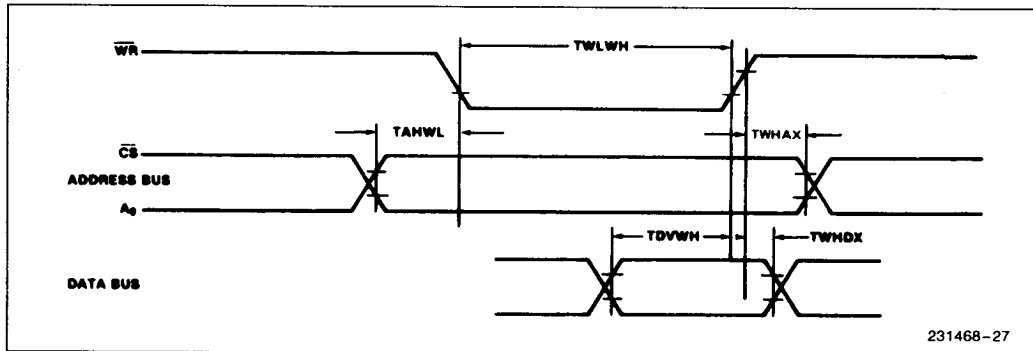 WR
TWLWH
TAHWL
TWHAX
CS
ADDRESS BUS
A0
TDVWH
TWHDX
DATA BUS
231468-27